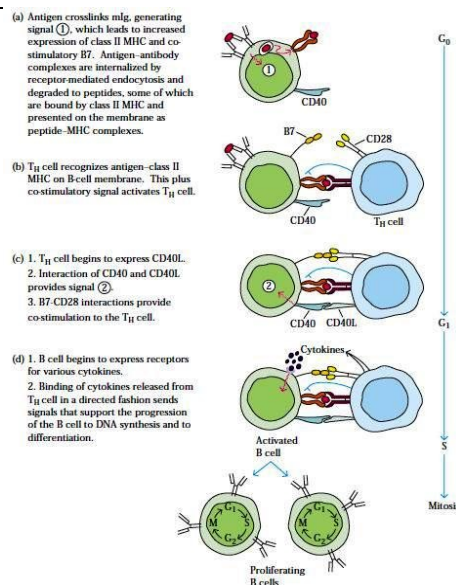 (a) Antigen crosslinks mIg, generating
signal ①, which leads to increased
expression of class II MHC and co-
stimulatory B7. Antigen–antibody
complexes are internalized by
receptor-mediated endocytosis and
degraded to peptides, some of which
are bound by class II MHC and
presented on the membrane as
peptide–MHC complexes.
①
CD40
G0
(b) TH cell recognizes antigen–class II
MHC on B-cell membrane. This plus
co-stimulatory signal activates TH cell.
B7
CD28
CD40
TH cell
(c) 1. TH cell begins to express CD40L.
2. Interaction of CD40 and CD40L
provides signal ②.
3. B7-CD28 interactions provide
co-stimulation to the TH cell.
②
CD40 CD40L
G1
(d) 1. B cell begins to express receptors
for various cytokines.
2. Binding of cytokines released from
TH cell in a directed fashion sends
signals that support the progression
of the B cell to DNA synthesis and to
differentiation.
Cytokines
Activated
B cell
S
Mitosis
G1
M S
G2
G1
M S
G2
Proliferating
B cells